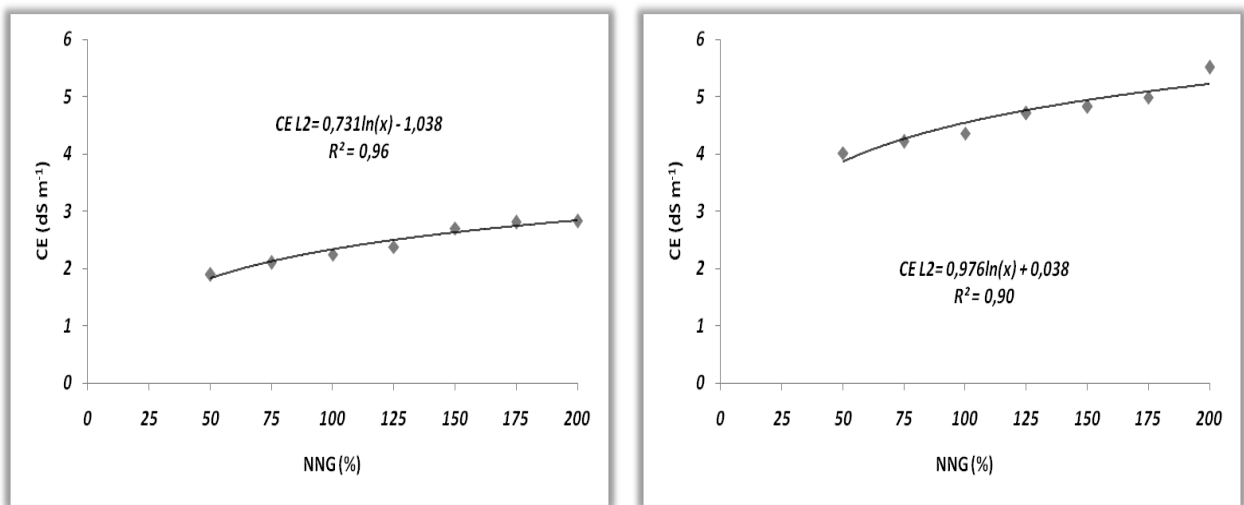 6
5
4
3
2
1
0
CE (dS m⁻¹)
CE L2= 0,731ln(x) - 1,038
R² = 0,96
0 25 50 75 100 125 150 175 200
NNG (%)
6
5
4
3
2
1
0
CE (dS m⁻¹)
CE L2= 0,976ln(x) + 0,038
R² = 0,90
0 25 50 75 100 125 150 175 200
NNG (%)